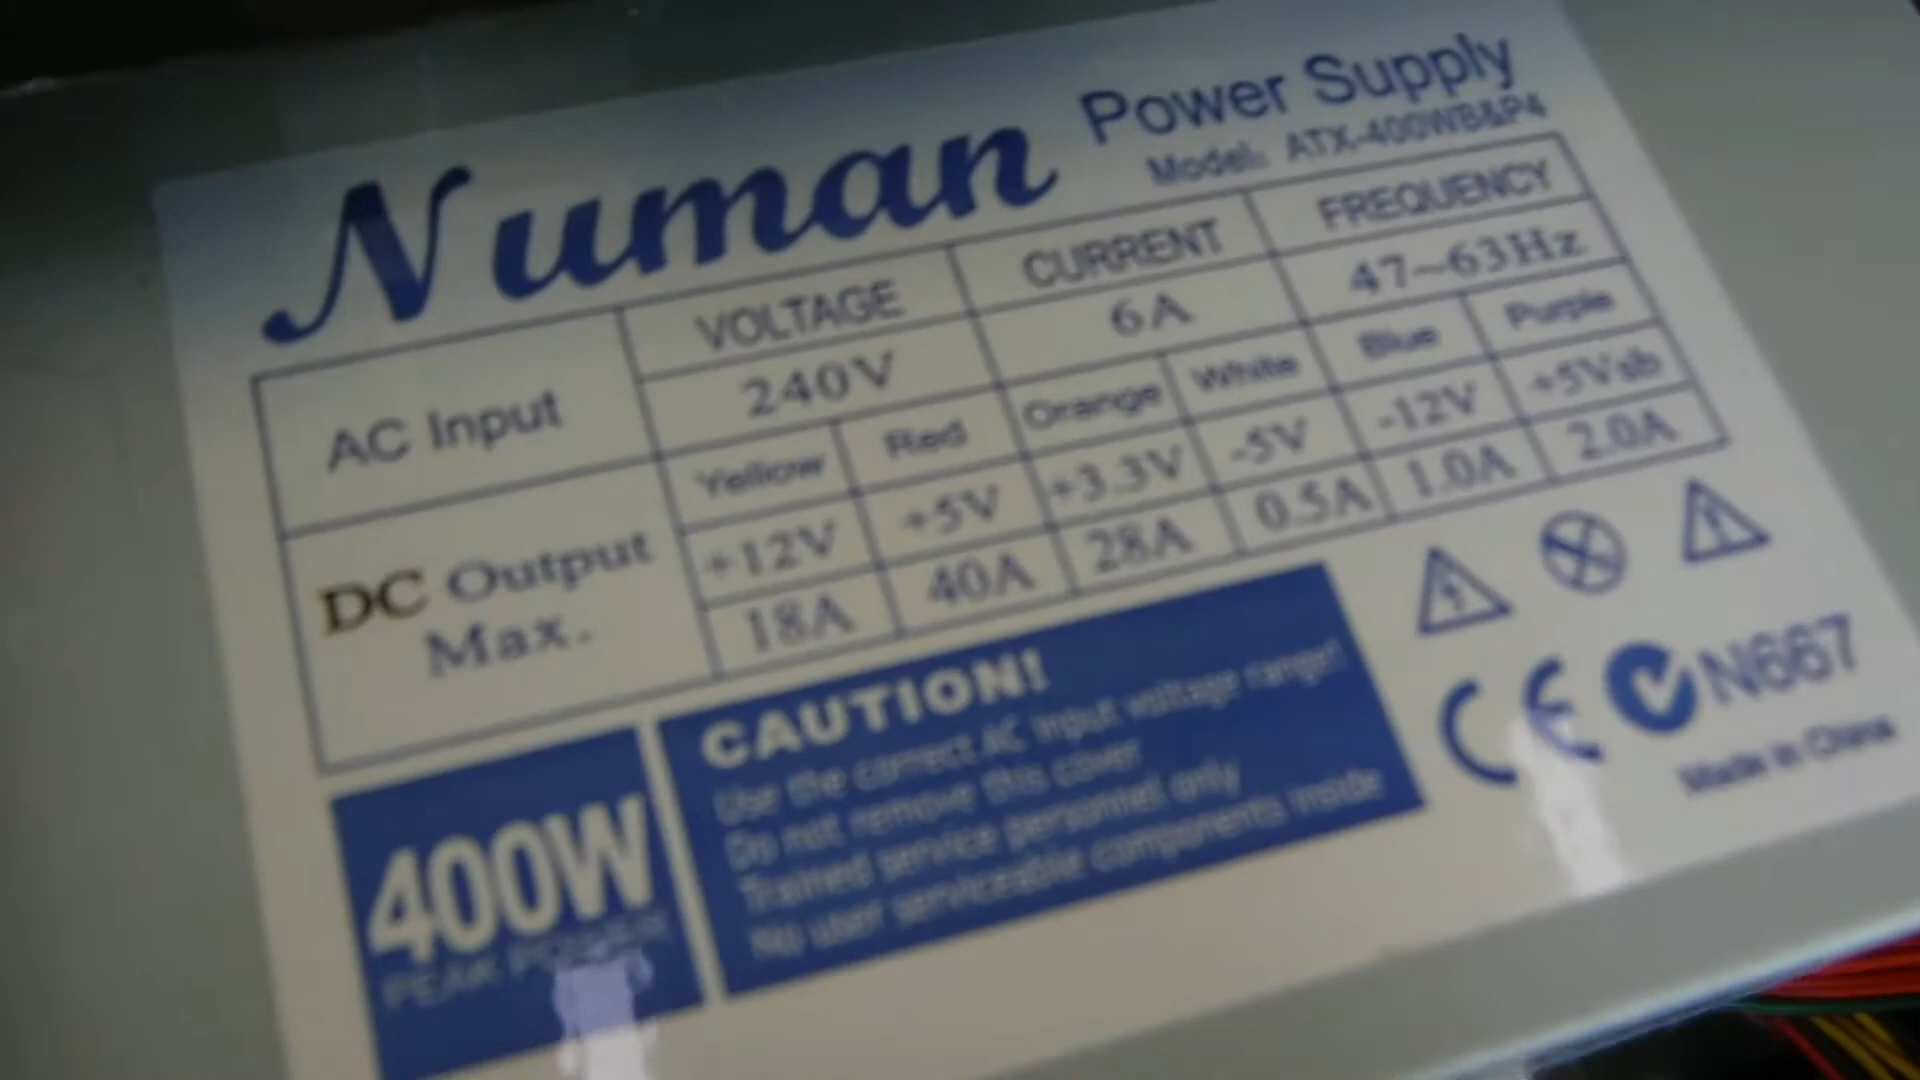 Numan Power Supply
Model: ATX-400WB&P4
VOLTAGE CURRENT FREQUENCY
AC Input 240V 6A 47~63Hz
Yellow Red Orange White Blue Purple
DC Output Max. +12V +5V +3.3V -5V -12V +5Vsb
18A 40A 28A 0.5A 1.0A 2.0A
400W
PEAK POWER
CAUTION!
Use the correct AC input voltage range!
Do not remove this cover
Trained service personnel only
No user serviceable components inside
CE N667
Made in China